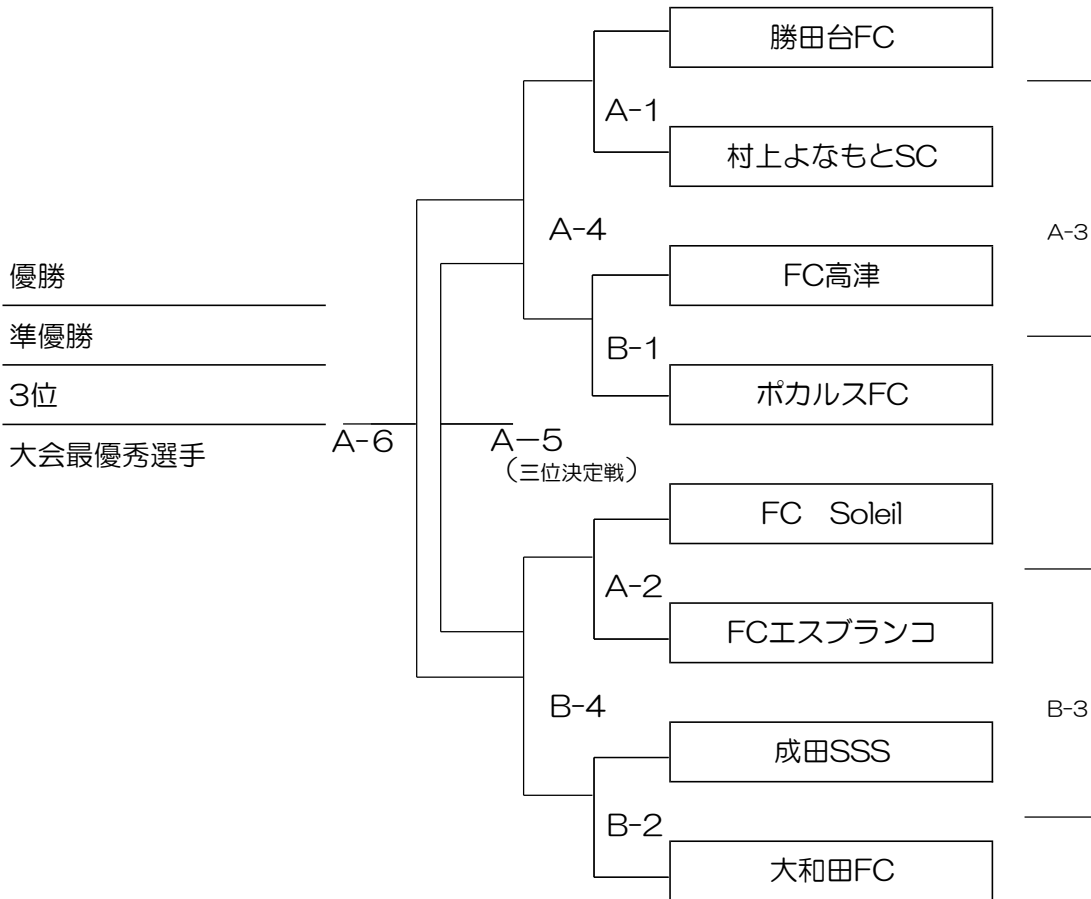 勝田台FC
A-1
村上よなもとSC
A-4
A-3
FC高津
優勝
準優勝
B-1
3位
ポカルスFC
大会最優秀選手
A-6
A-5
(三位決定戦)
FC Soleil
A-2
FCエスブランコ
B-4
B-3
成田SSS
B-2
大和田FC